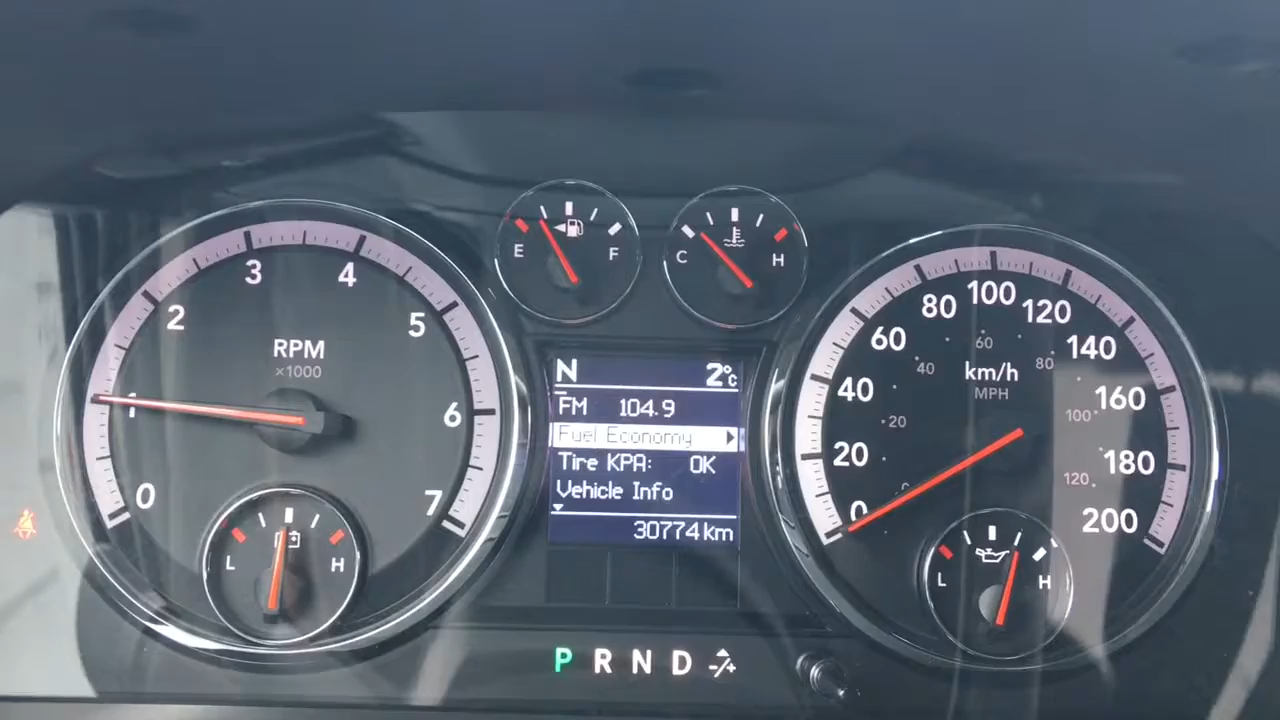 0
1
2
3
4
5
6
7
RPM
×1000
L H
E F
C H
N 2°C
FM 104.9
Fuel Economy
Tire KPA: OK
Vehicle Info
30774 km
P R N D -/+
0
20
40
60
80
100
120
140
160
180
200
km/h
MPH
0
20
40
60
80
100
120
L H